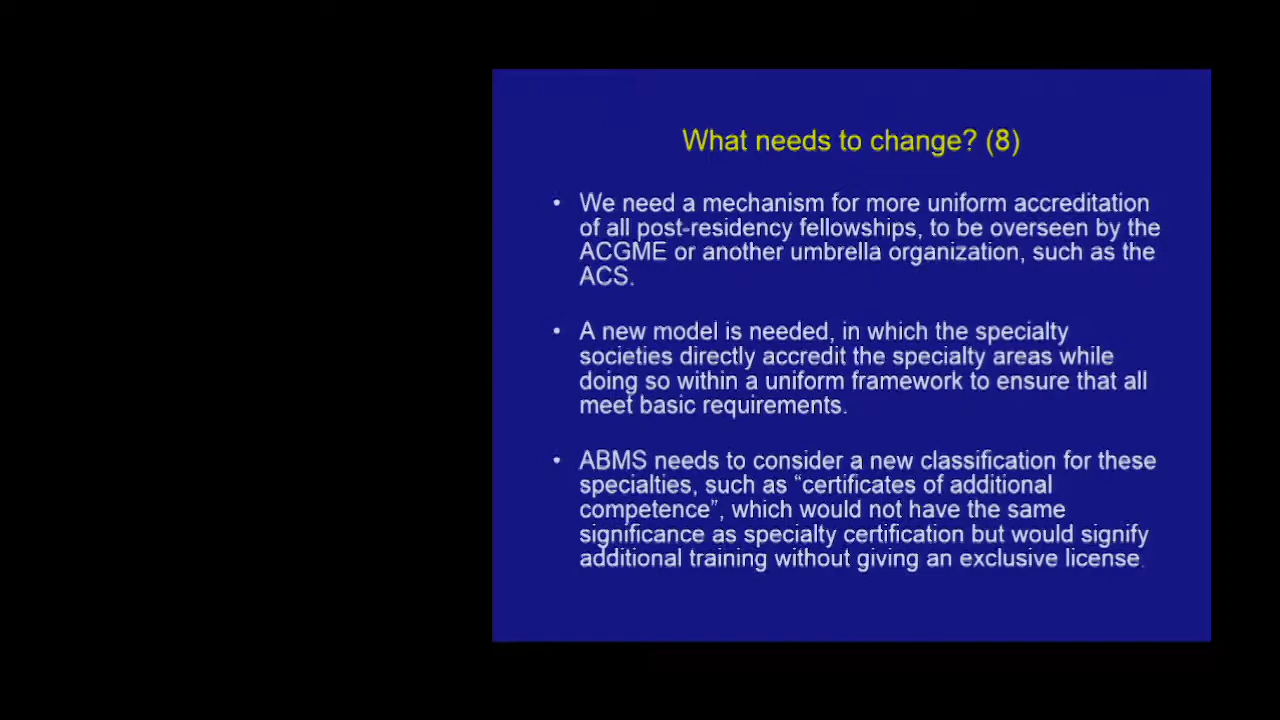 What needs to change? (8)
• We need a mechanism for more uniform accreditation
of all post-residency fellowships, to be overseen by the
ACGME or another umbrella organization, such as the
ACS.
• A new model is needed, in which the specialty
societies directly accredit the specialty areas while
doing so within a uniform framework to ensure that all
meet basic requirements.
• ABMS needs to consider a new classification for these
specialties, such as “certificates of additional
competence”, which would not have the same
significance as specialty certification but would signify
additional training without giving an exclusive license.